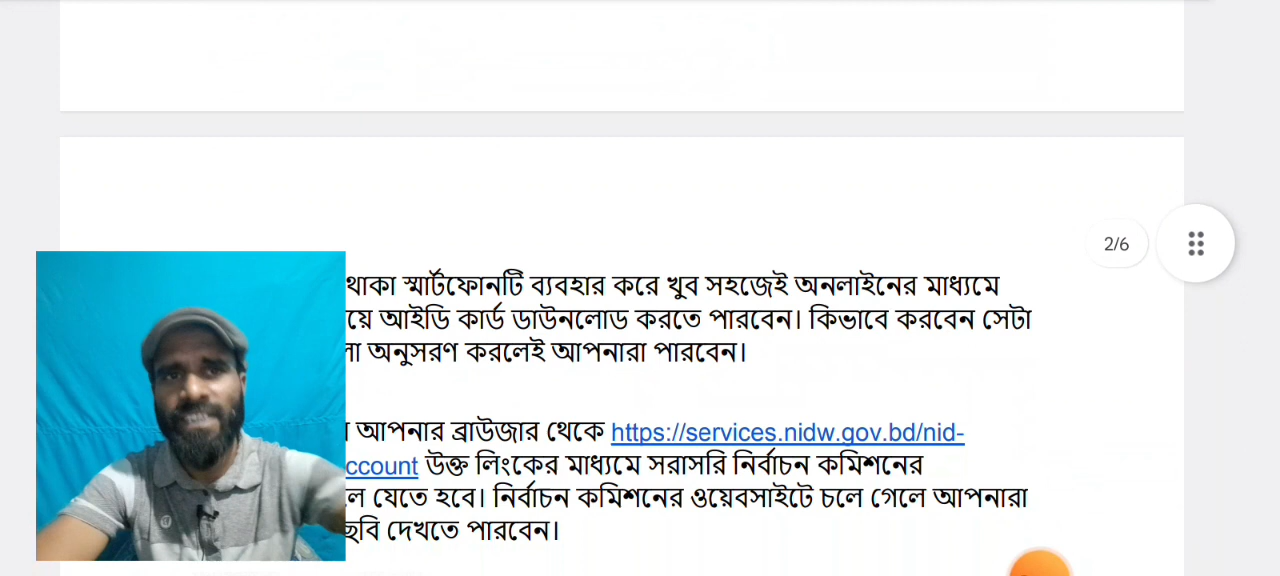 2/6
থাকা স্মার্টফোনটি ব্যবহার করে খুব সহজেই অনলাইনের মাধ্যমে
আইডি কার্ড ডাউনলোড করতে পারবেন। কিভাবে করবেন সেটা
অনুসরণ করলেই আপনারা পারবেন।
আপনার ব্রাউজার থেকে https://services.nidw.gov.bd/nid-
ccount উক্ত লিংকের মাধ্যমে সরাসরি নির্বাচন কমিশনের
যেতে হবে। নির্বাচন কমিশনের ওয়েবসাইটে চলে গেলে আপনারা
ছবি দেখতে পারবেন।